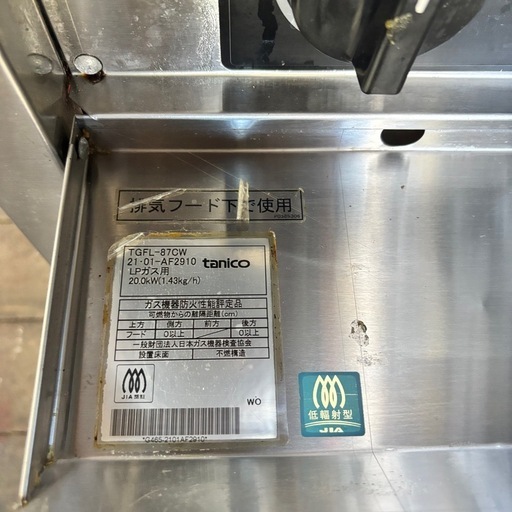 排気フード下で使用
TGFL-87CW
21-01-AF2910
tanico
LPガス用
20.0kW(1.43kg/h)
ガス機器防火性能評定品
可燃物からの離隔距離(cm)
上方 側方 前方 後方
フード 0以上 0以上
一般財団法人日本ガス機器検査協会
設置床面 不燃構造
WO
*G465-2101AF2910*
低輻射型
JIA